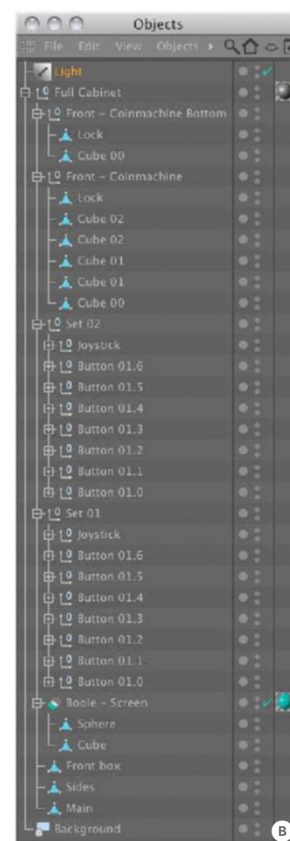 Objects
File Edit View Objects
Light
Full Cabinet
Front - Coinmachine Bottom
Lock
Cube 00
Front - Coinmachine
Lock
Cube 02
Cube 02
Cube 01
Cube 01
Cube 00
Set 02
Joystick
Button 01.6
Button 01.5
Button 01.4
Button 01.3
Button 01.2
Button 01.1
Button 01.0
Set 01
Joystick
Button 01.6
Button 01.5
Button 01.4
Button 01.3
Button 01.2
Button 01.1
Button 01.0
Boole - Screen
Sphere
Cube
Front box
Sides
Main
Background
B